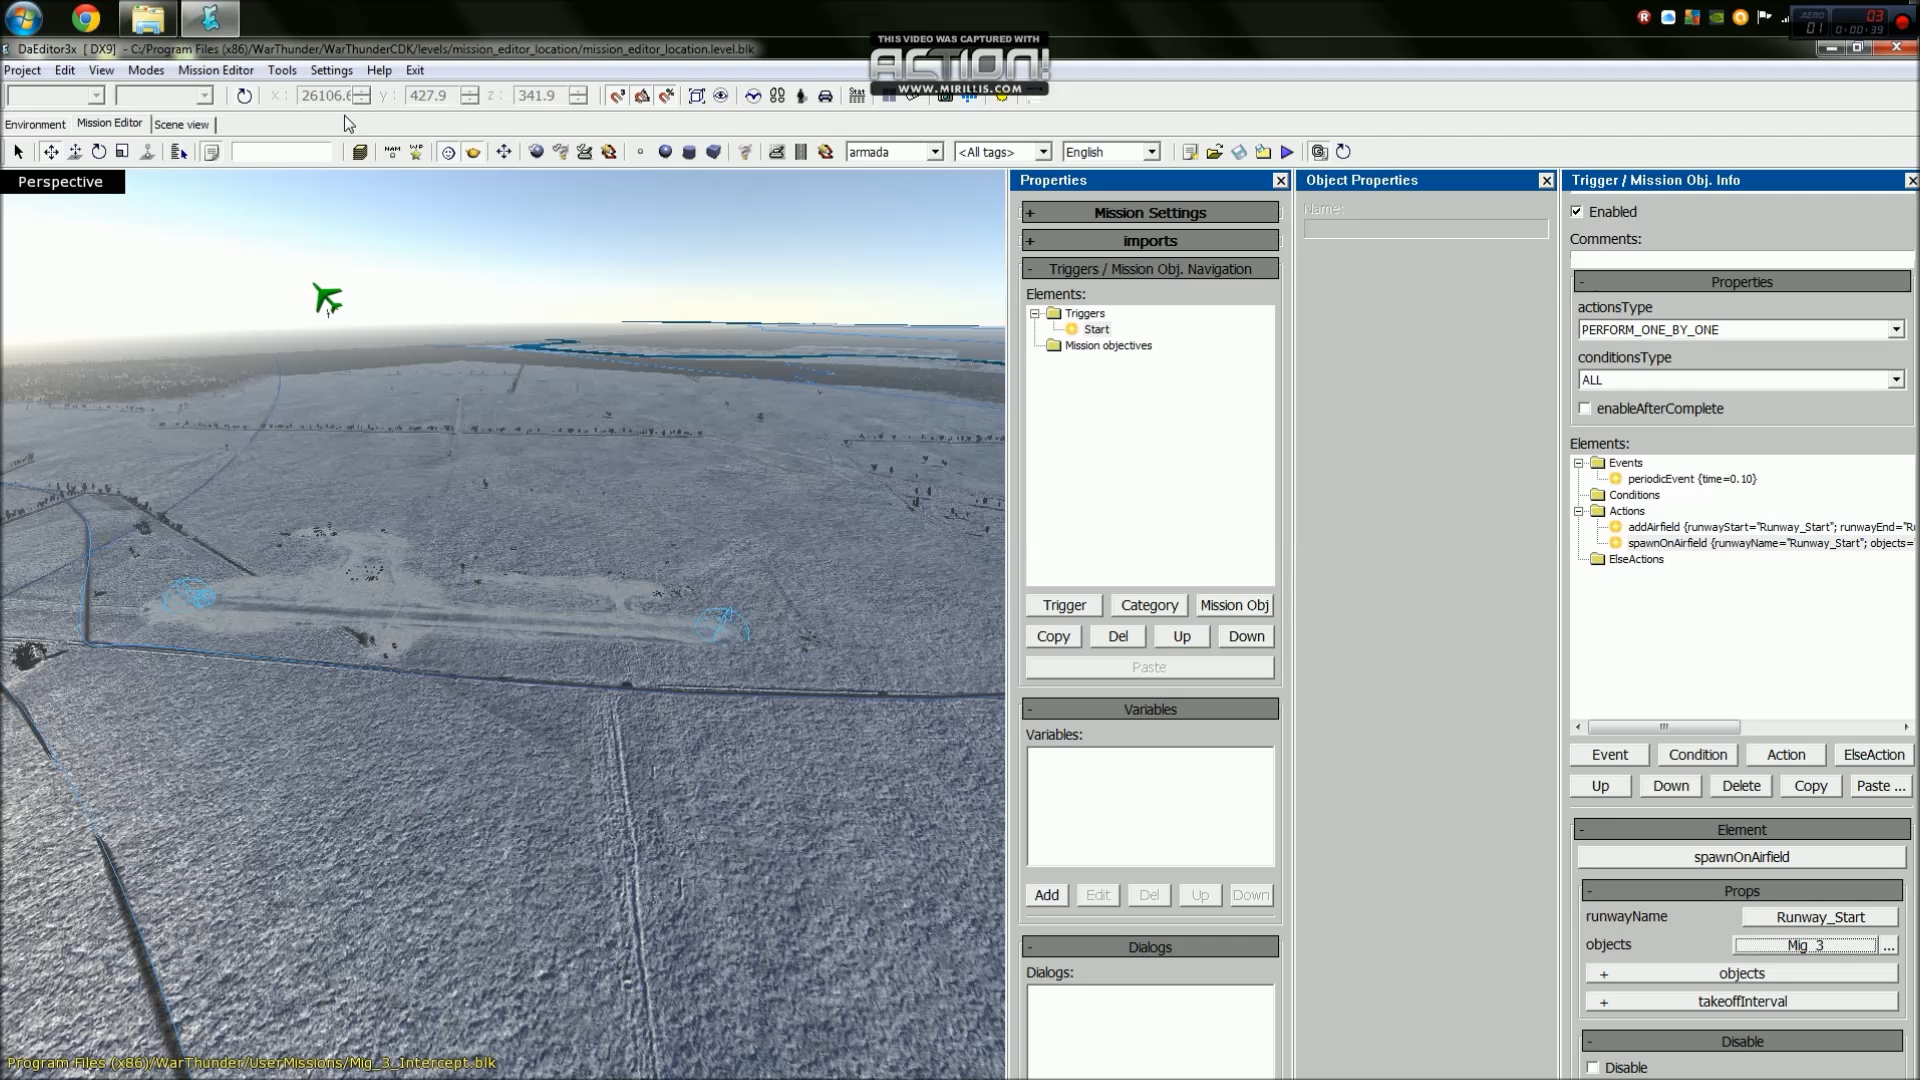 THIS VIDEO WAS CAPTURED WITH
ACTION!
WWW.MIRILLIS.COM
DaEditor3x [ DX9] - C:/Program Files (x86)/WarThunder/WarThunderCDK/levels/mission_editor_location/mission_editor_location.level.blk
Project Edit View Modes Mission Editor Tools Settings Help Exit
x : 26106.6 y : 427.9 z : 341.9 Stat
Environment Mission Editor Scene view
armada <All tags> English
Perspective
Properties
Mission Settings
imports
Triggers / Mission Obj. Navigation
Elements:
Triggers
Start
Mission objectives
Trigger Category Mission Obj
Copy Del Up Down
Paste
Variables
Variables:
Add Edit Del Up Down
Dialogs
Dialogs:
Object Properties
Name:
Trigger / Mission Obj. Info
Enabled
Comments:
Properties
actionsType
PERFORM_ONE_BY_ONE
conditionsType
ALL
enableAfterComplete
Elements:
Events
periodicEvent {time=0.10}
Conditions
Actions
addAirfield {runwayStart="Runway_Start"; runwayEnd="Ru
spawnOnAirfield {runwayName="Runway_Start"; objects="
ElseActions
Event Condition Action ElseAction
Up Down Delete Copy Paste ...
Element
spawnOnAirfield
Props
runwayName Runway_Start
objects Mig_3 ...
objects
takeoffInterval
Disable
Disable
Program Files (x86)/WarThunder/UserMissions/Mig_3_Intercept.blk